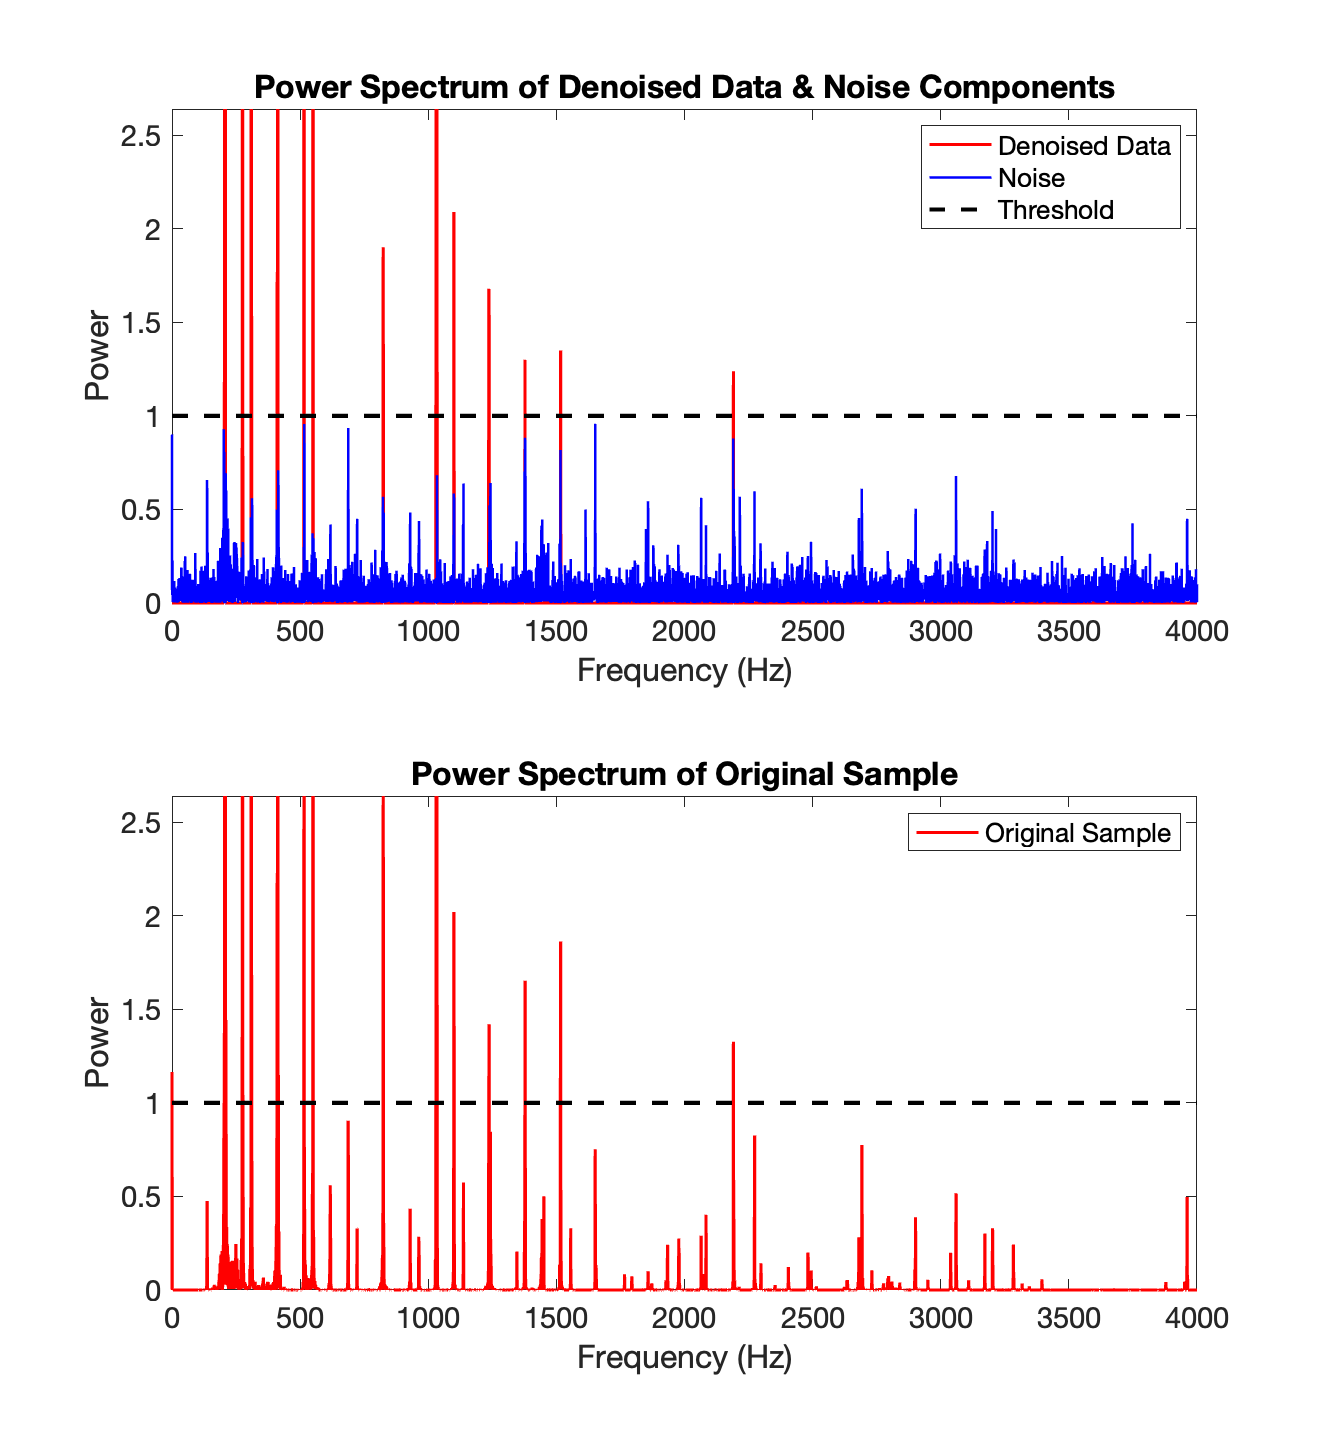 Power Spectrum of Denoised Data & Noise Components
2.5
2
1.5
1
0.5
0
Power
Denoised Data
Noise
Threshold
0 500 1000 1500 2000 2500 3000 3500 4000
Frequency (Hz)
Power Spectrum of Original Sample
2.5
2
1.5
1
0.5
0
Power
Original Sample
0 500 1000 1500 2000 2500 3000 3500 4000
Frequency (Hz)